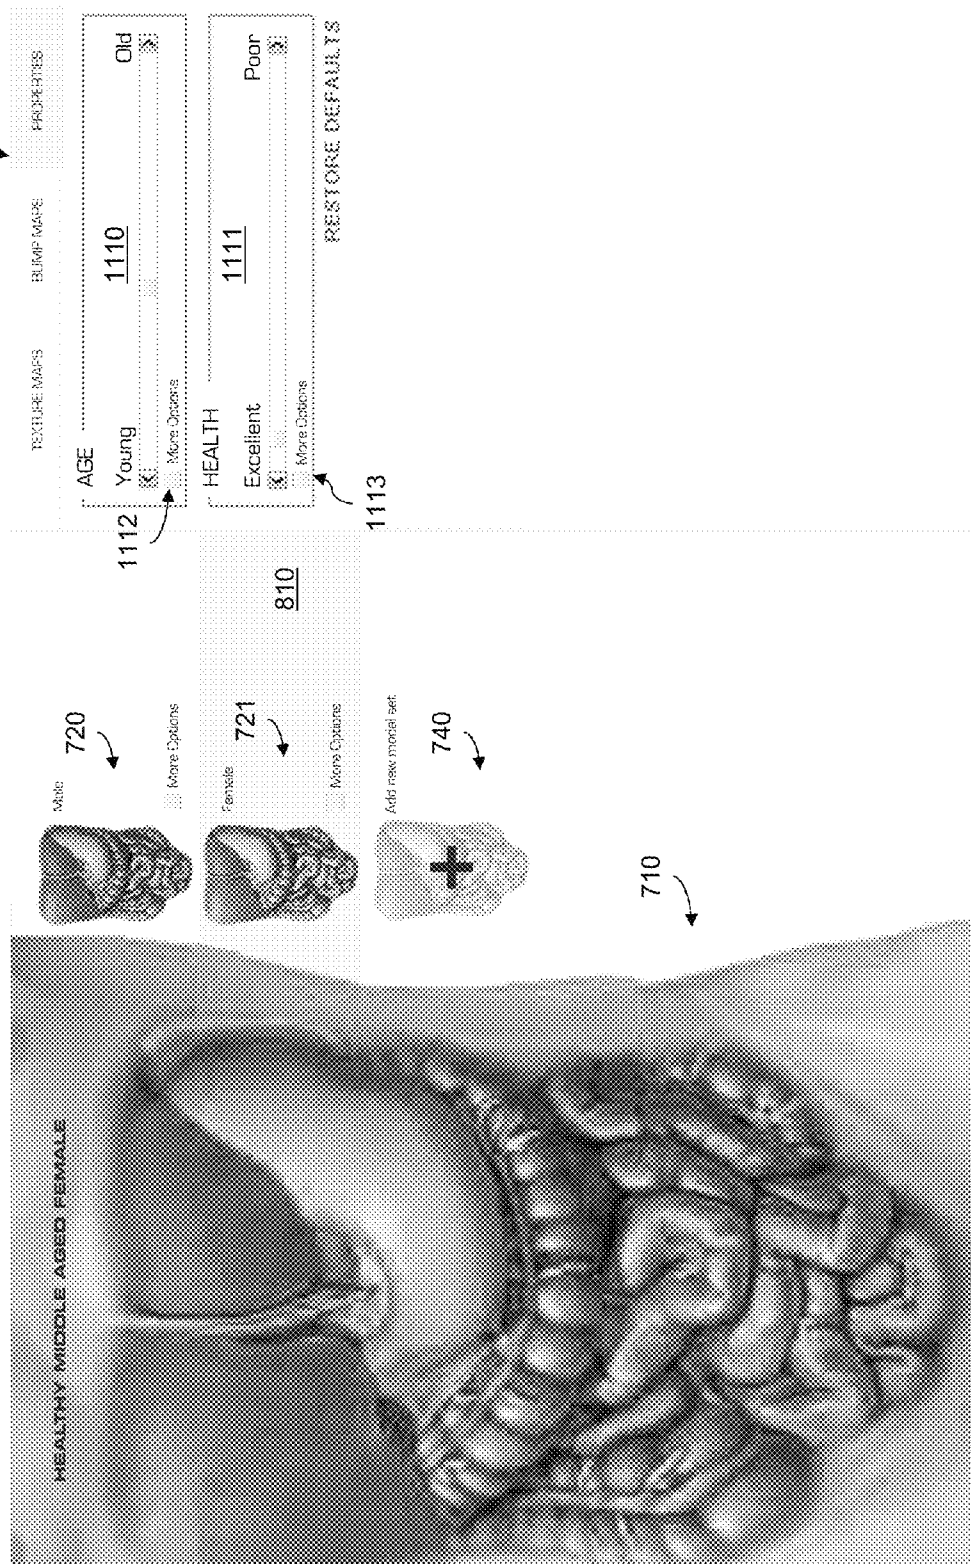 HEALTHY MIDDLE AGED FEMALE
710
Male
720
More Options
Female
721
More Options
810
Add new model set
740
TEXTURE MAPS
BUMP MAPS
PROPERTIES
AGE
Young
1110
Old
More Options
1112
HEALTH
Excellent
1111
Poor
More Options
1113
RESTORE DEFAULTS